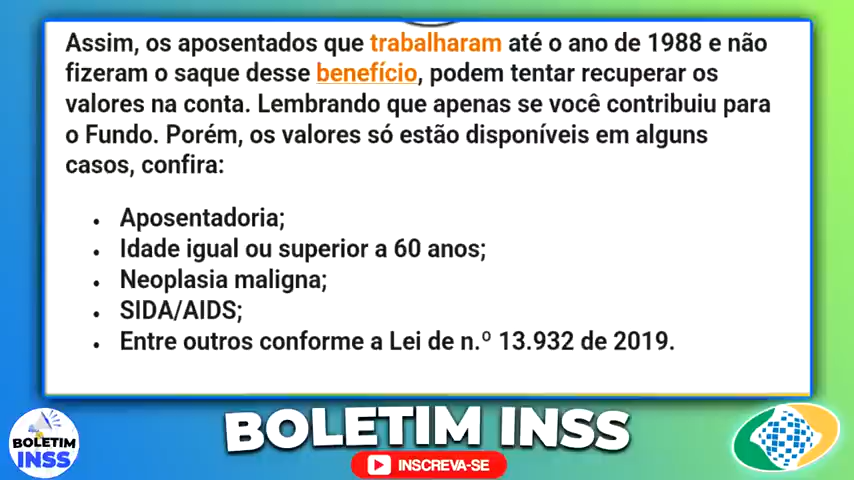 Assim, os aposentados que trabalharam até o ano de 1988 e não
fizeram o saque desse benefício, podem tentar recuperar os
valores na conta. Lembrando que apenas se você contribuiu para
o Fundo. Porém, os valores só estão disponíveis em alguns
casos, confira:
• Aposentadoria;
• Idade igual ou superior a 60 anos;
• Neoplasia maligna;
• SIDA/AIDS;
• Entre outros conforme a Lei de n.º 13.932 de 2019.
BOLETIM INSS
BOLETIM
INSS
INSCREVA-SE